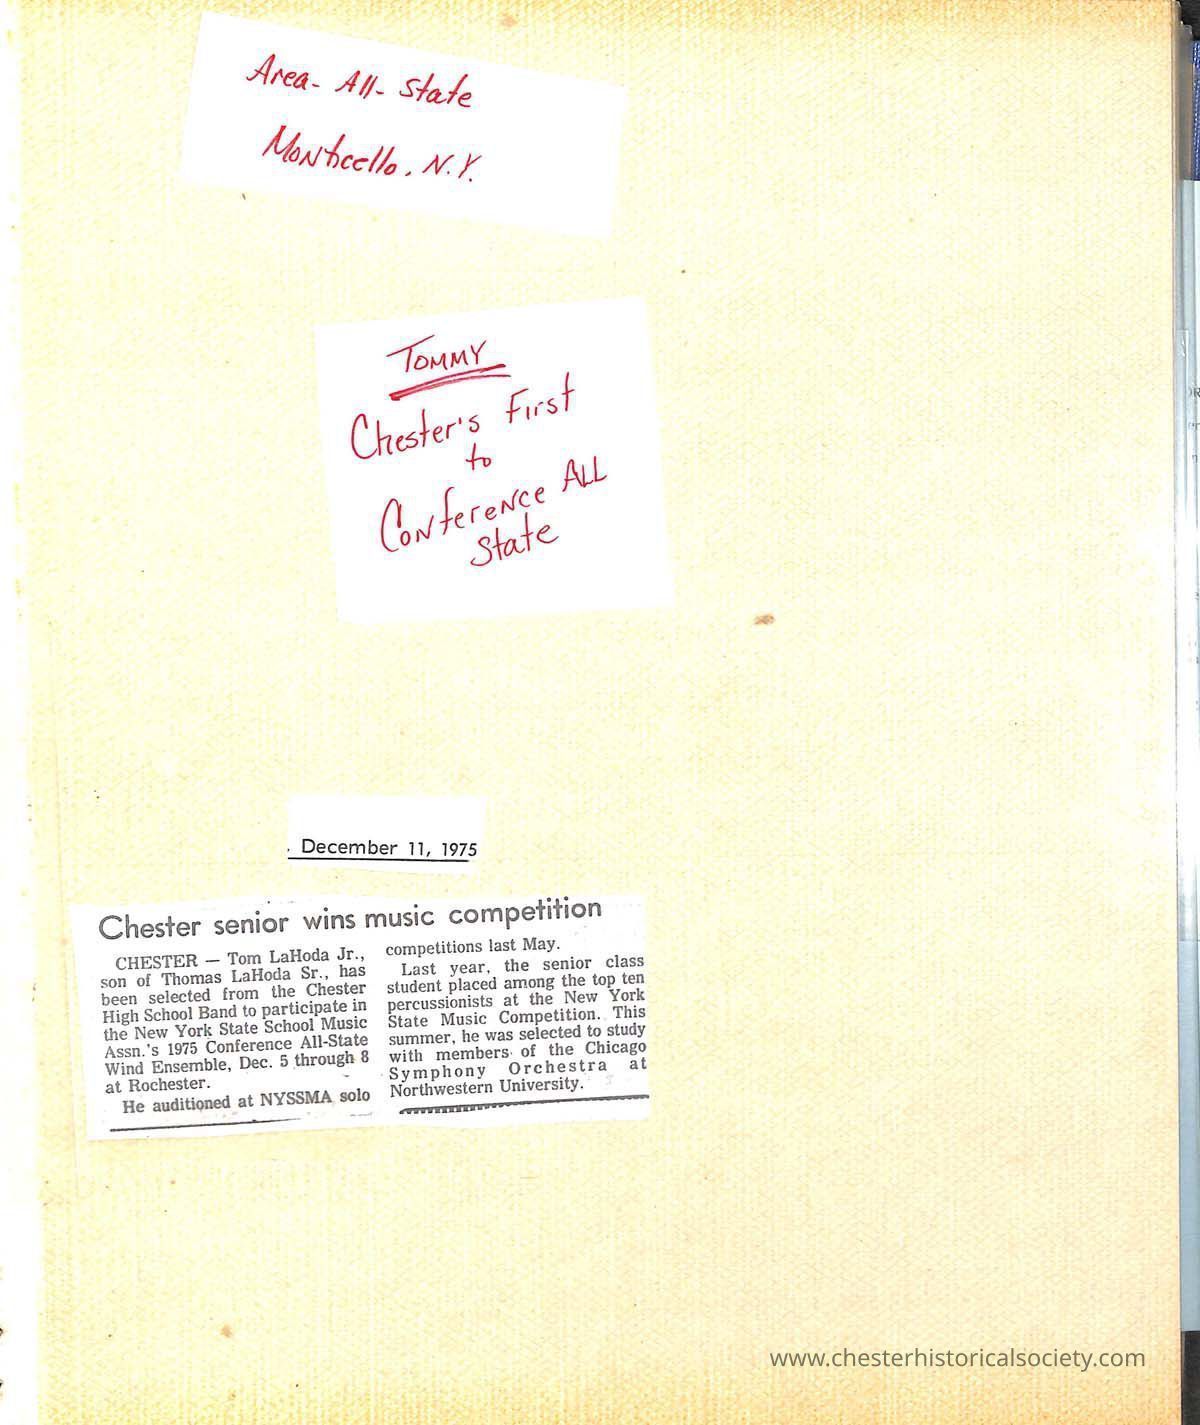 Area-All-State
Monticello, N.Y.
TOMMY
Chester's First
to
Conference ALL
State
December 11, 1975
Chester senior wins music competition
CHESTER — Tom LaHoda Jr.,
son of Thomas LaHoda Sr., has
been selected from the Chester
High School Band to participate in
the New York State School Music
Assn.'s 1975 Conference All-State
Wind Ensemble, Dec. 5 through 8
at Rochester.
He auditioned at NYSSMA solo
competitions last May.
Last year, the senior class
student placed among the top ten
percussionists at the New York
State Music Competition. This
summer, he was selected to study
with members of the Chicago
Symphony Orchestra at
Northwestern University.
www.chesterhistoricalsociety.com